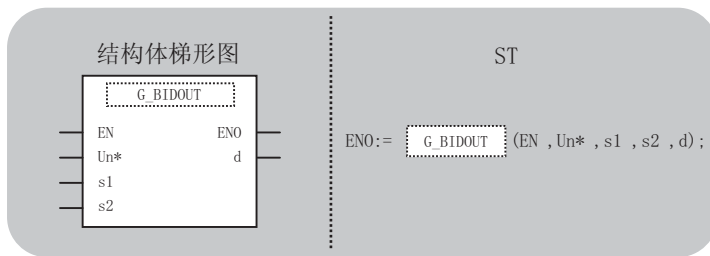 结构体梯形图
G_BIDOUT
EN ENO
Un* d
s1
s2
ST
ENO:= G_BIDOUT (EN ,Un* ,s1 ,s2 ,d);